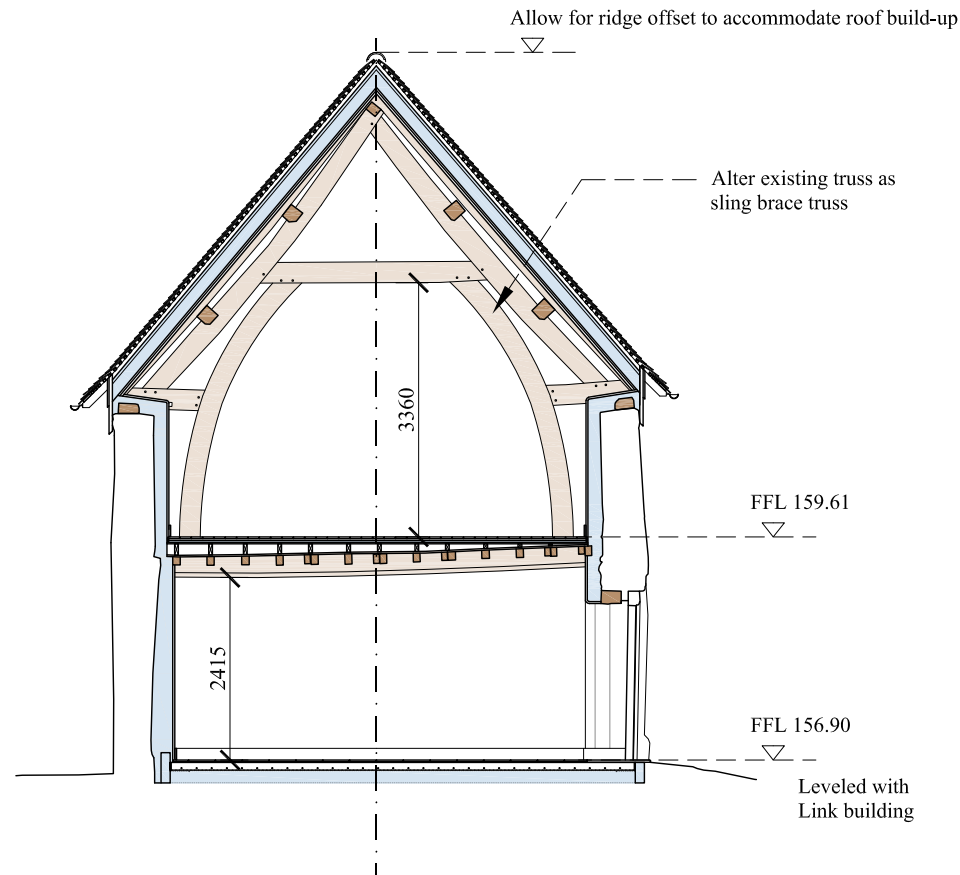 Allow for ridge offset to accommodate roof build-up
Alter existing truss as
sling brace truss
3360
FFL 159.61
2415
FFL 156.90
Leveled with
Link building